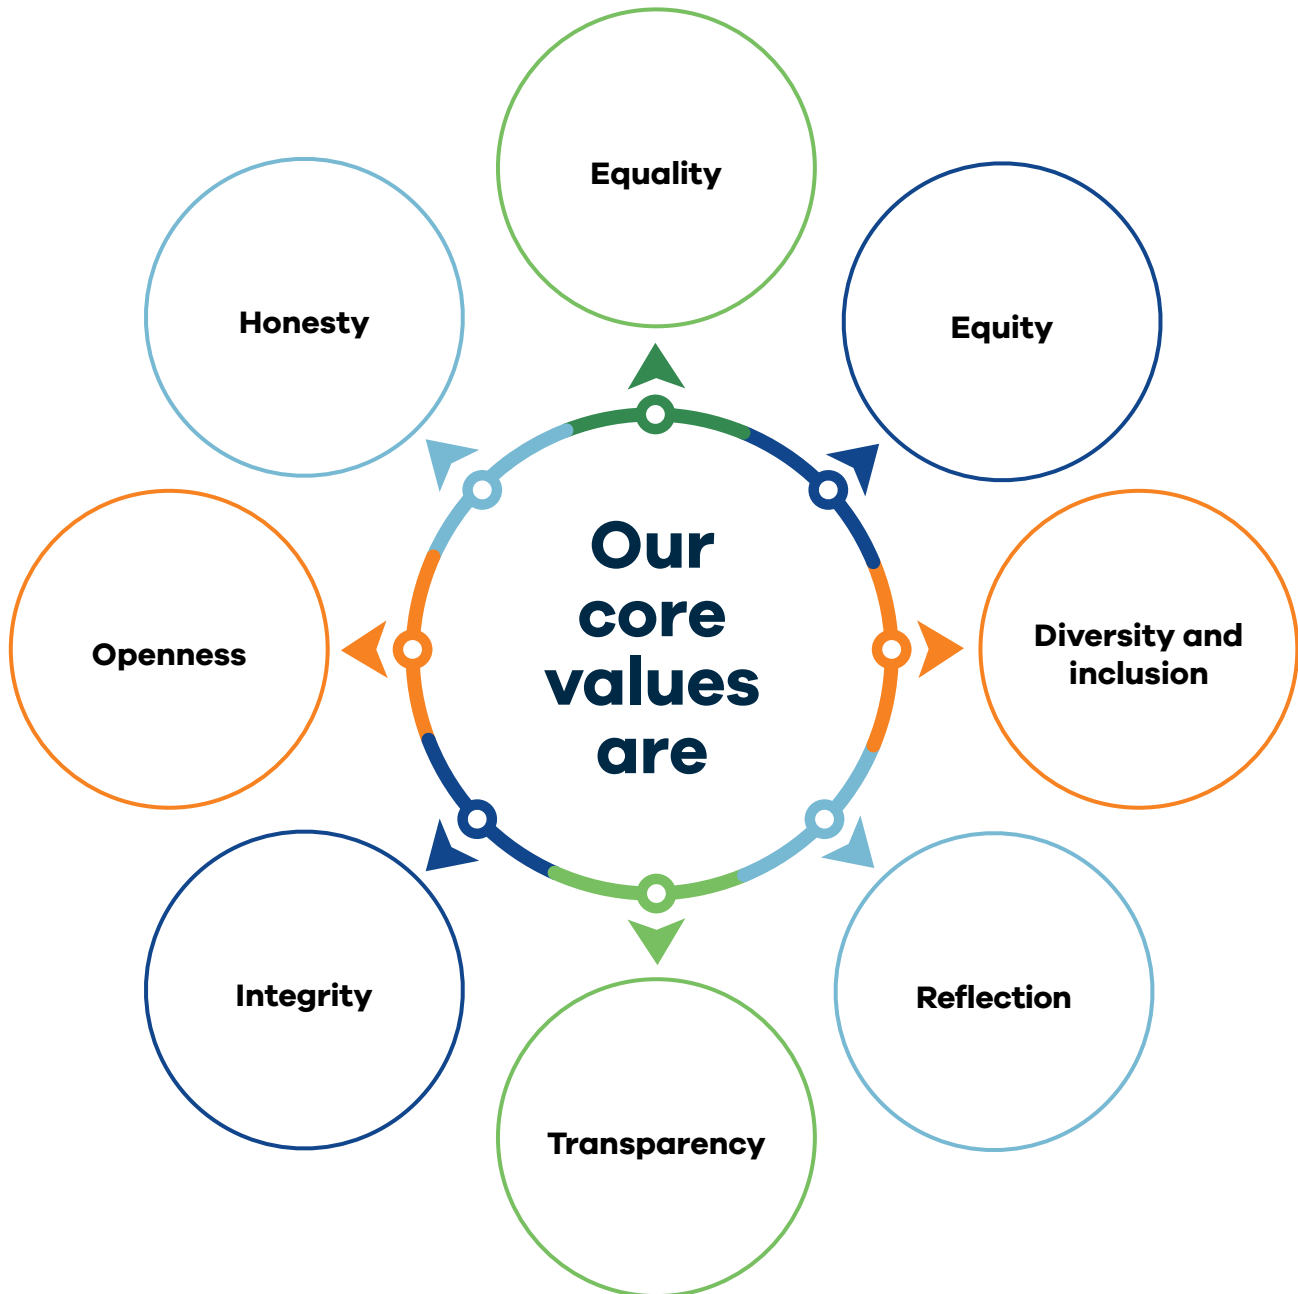 Our
core
values
are
Equality
Equity
Diversity and
inclusion
Reflection
Transparency
Integrity
Openness
Honesty